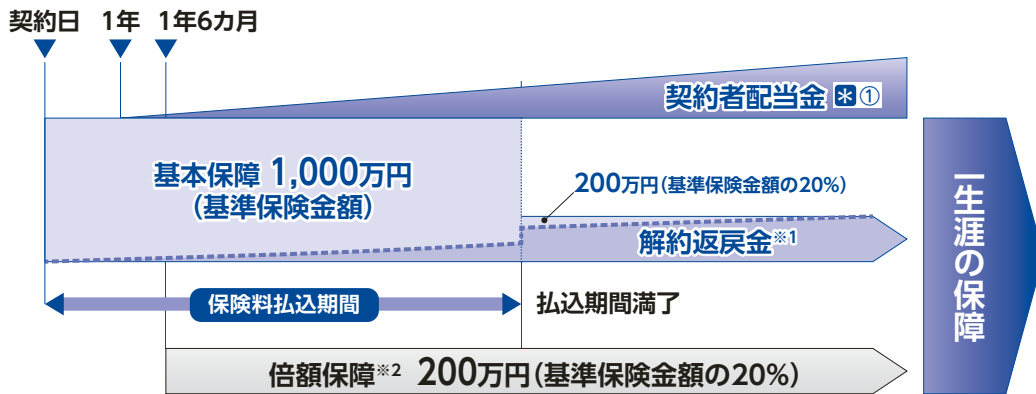 契約日 1年 1年6カ月
契約者配当金 * ①
基本保障 1,000万円
(基準保険金額)
200万円(基準保険金額の20%)
解約返戻金※1
保険料払込期間
払込期間満了
倍額保障※2 200万円(基準保険金額の20%)
一生涯の保障